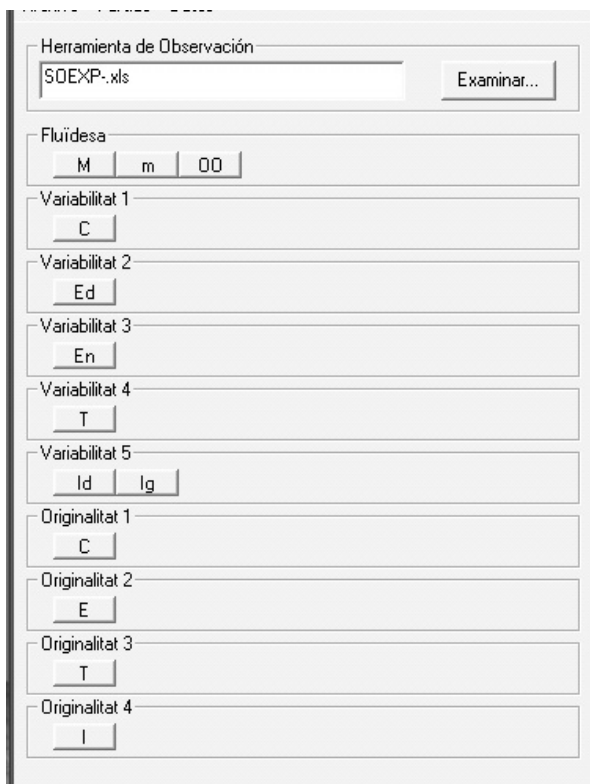 Herramienta de Observación
SOEXP-.xls
Examinar...
Fluïdesa
M m OO
Variabilitat 1
C
Variabilitat 2
Ed
Variabilitat 3
En
Variabilitat 4
T
Variabilitat 5
Id Ig
Originalitat 1
C
Originalitat 2
E
Originalitat 3
T
Originalitat 4
I